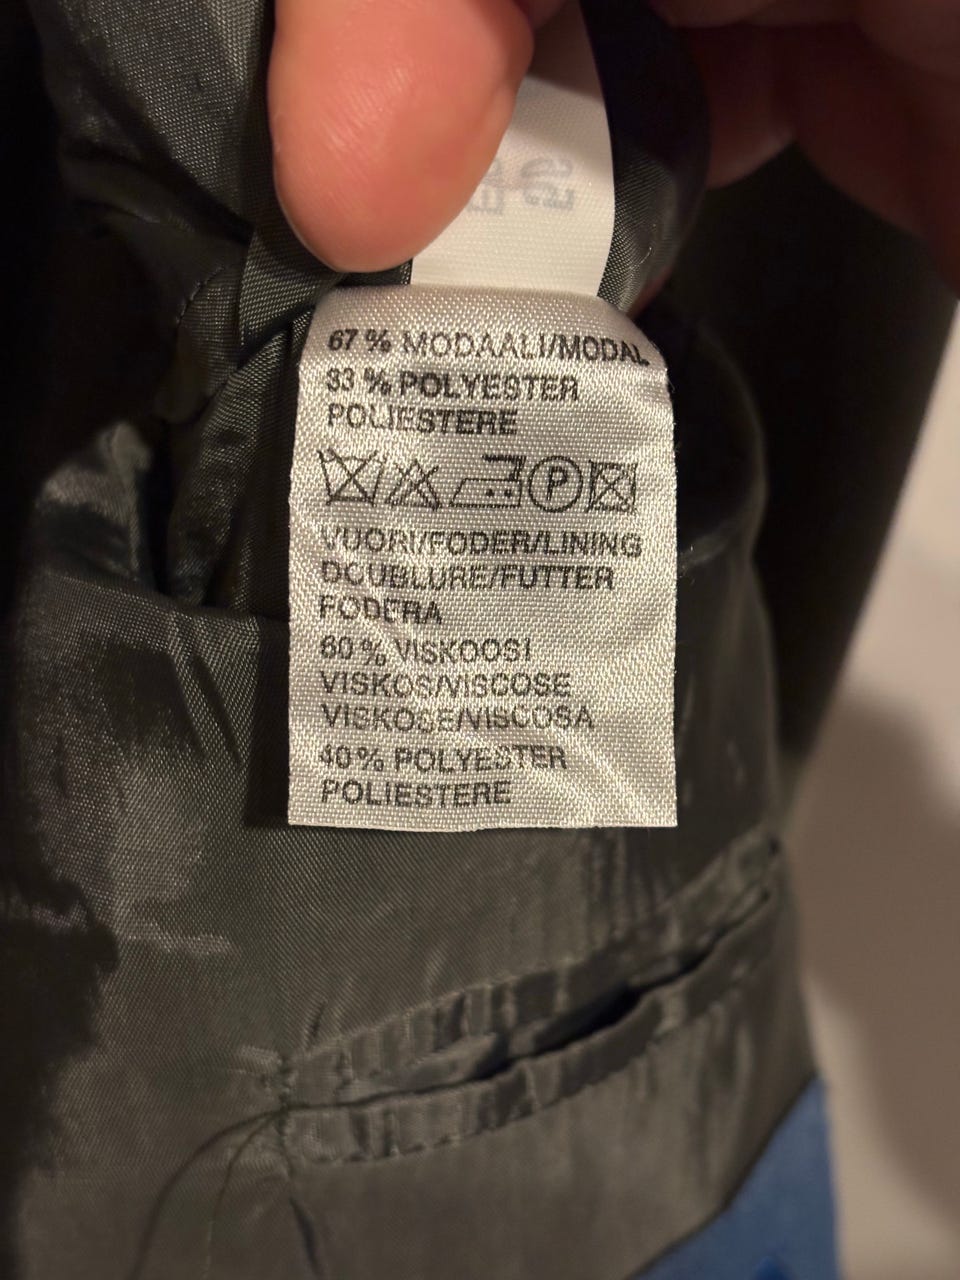 67 % MODAALI/MODAL
33 % POLYESTER
POLIESTERE
P
VUORI/FODER/LINING
DOUBLURE/FUTTER
FODERA
60 % VISKOOSI
VISKOS/VISCOSE
VISKOSE/VISCOSA
40 % POLYESTER
POLIESTERE